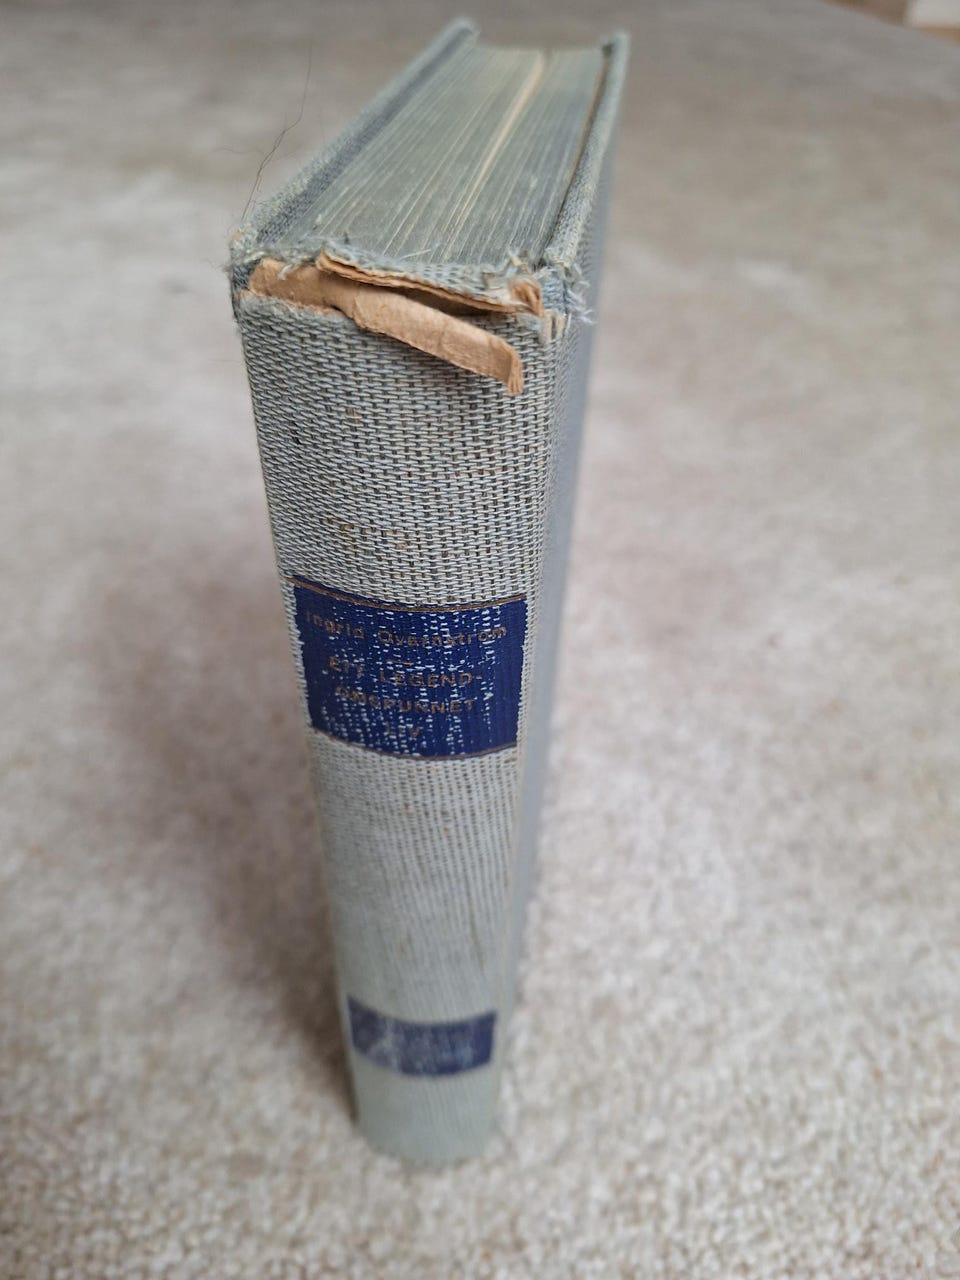 Ingrid Qvarnström
ETT LEGEND-
OMSPUNNET
LIV